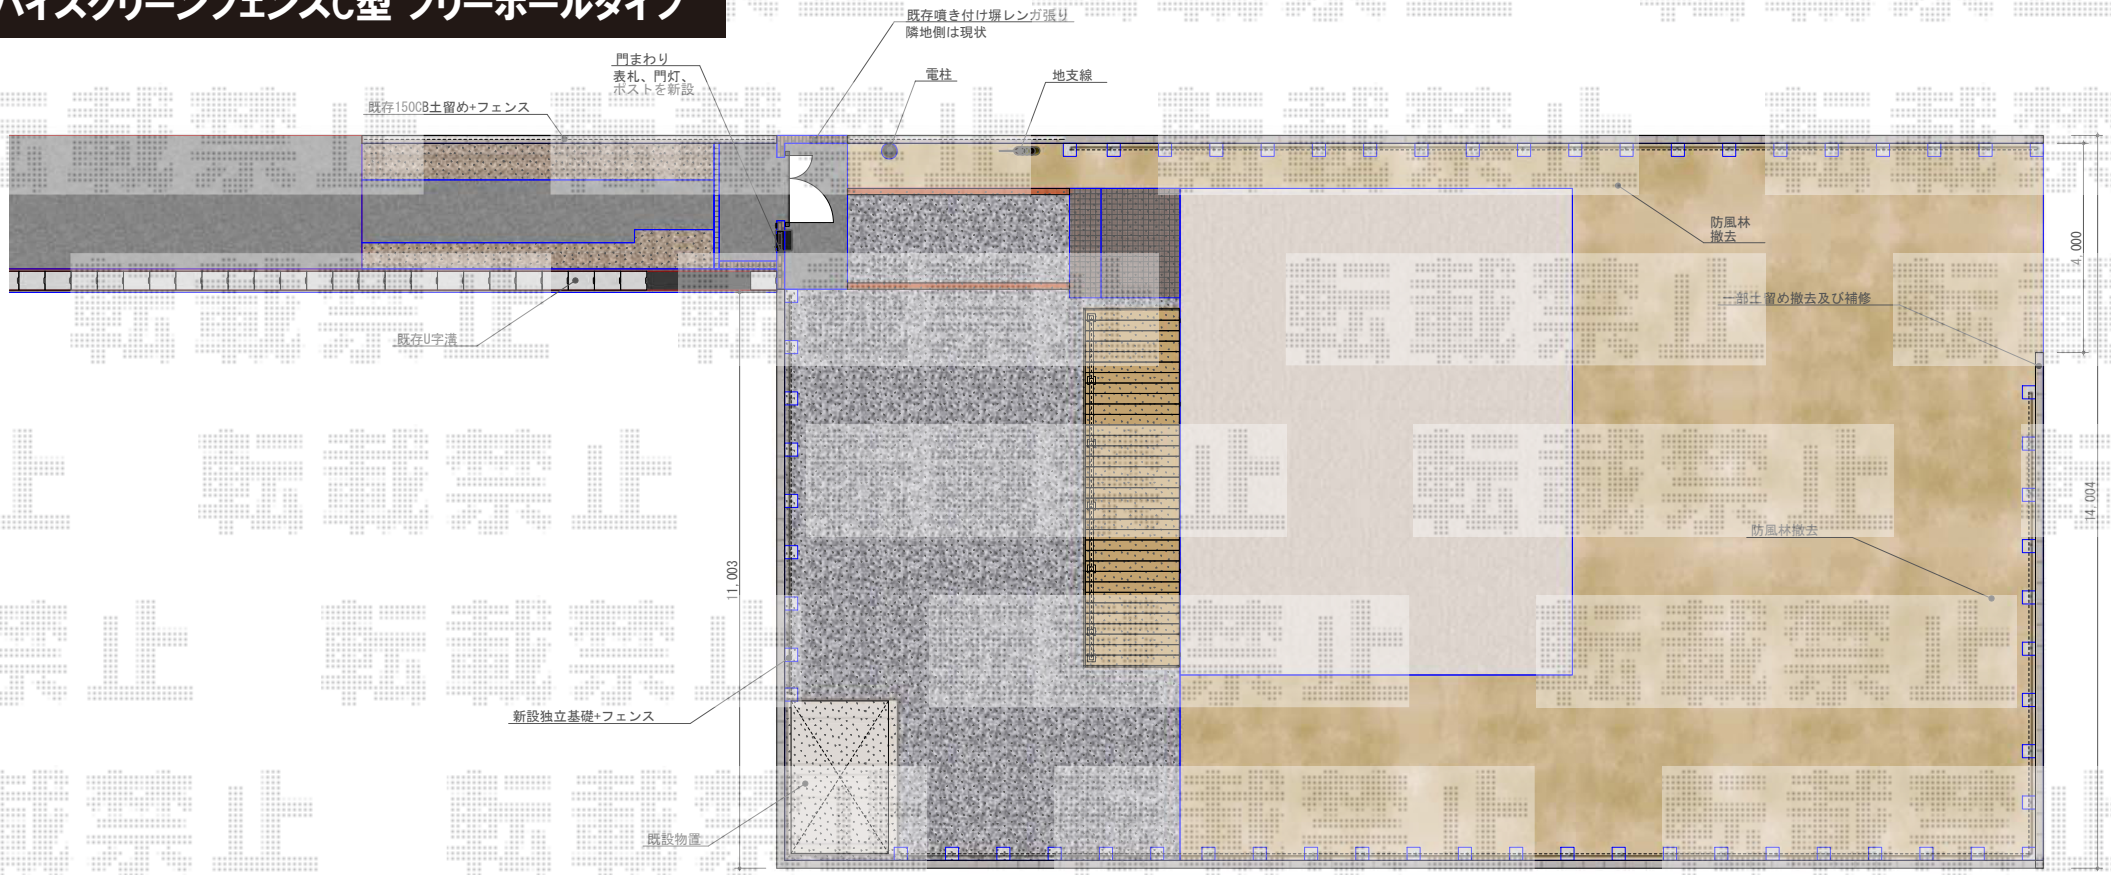 ハイスクリーンフェンスC型 フリーポールタイプ
既存噴き付け塀レンガ張り
隣地側は現状
門まわり
表札、門灯、
ポストを新設
電柱
地支線
既存150CB土留め+フェンス
防風林
撤去
4,000
一部土留め撤去及び補修
既存U字溝
14,004
防風林撤去
11,003
新設独立基礎+フェンス
既設物置
転載禁止